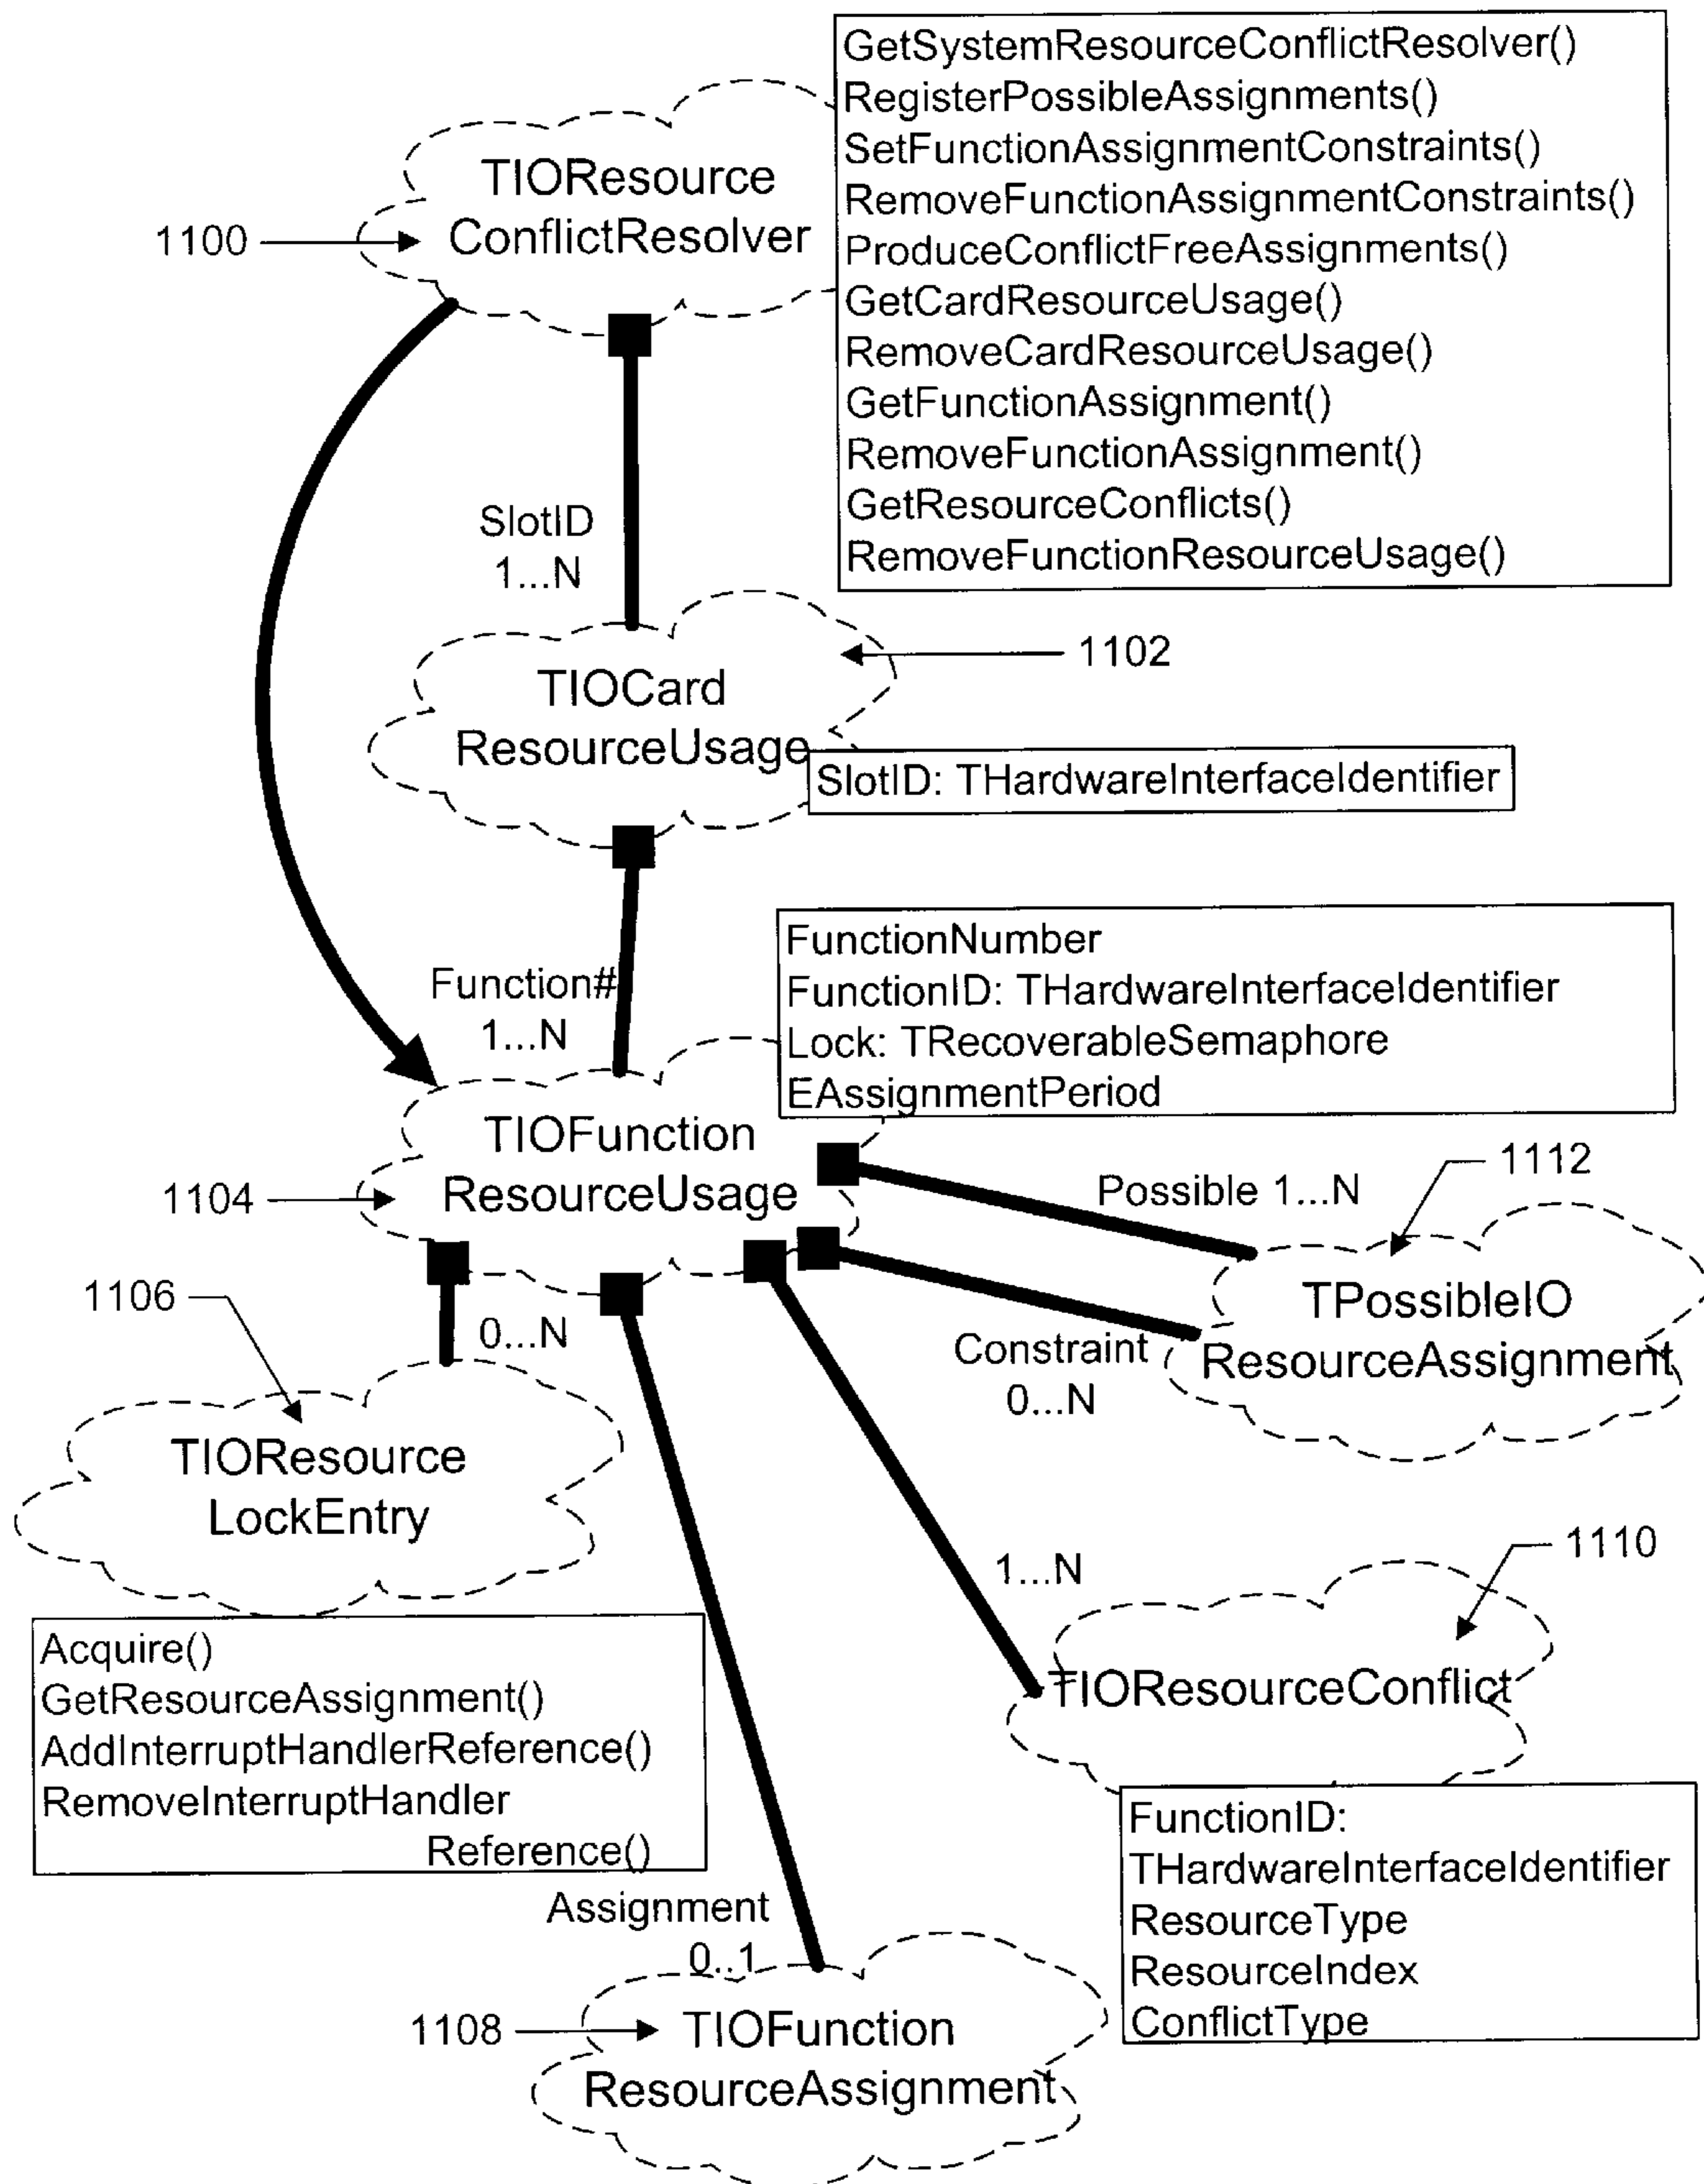 GetSystemResourceConflictResolver()
RegisterPossibleAssignments()
SetFunctionAssignmentConstraints()
RemoveFunctionAssignmentConstraints()
ProduceConflictFreeAssignments()
GetCardResourceUsage()
RemoveCardResourceUsage()
GetFunctionAssignment()
RemoveFunctionAssignment()
GetResourceConflicts()
RemoveFunctionResourceUsage()
TIOResource
ConflictResolver
1100
SlotID
1...N
1102
TIOCard
ResourceUsage
SlotID: THardwareInterfaceIdentifier
Function#
1...N
FunctionNumber
FunctionID: THardwareInterfaceIdentifier
Lock: TRecoverableSemaphore
EAssignmentPeriod
TIOFunction
ResourceUsage
1104
Possible 1...N
1112
TPossibleIO
ResourceAssignment
Constraint
0...N
1106
0...N
TIOResource
LockEntry
Acquire()
GetResourceAssignment()
AddInterruptHandlerReference()
RemoveInterruptHandler
Reference()
1...N
1110
TIOResourceConflict
FunctionID:
THardwareInterfaceIdentifier
ResourceType
ResourceIndex
ConflictType
Assignment
0..1
1108
TIOFunction
ResourceAssignment